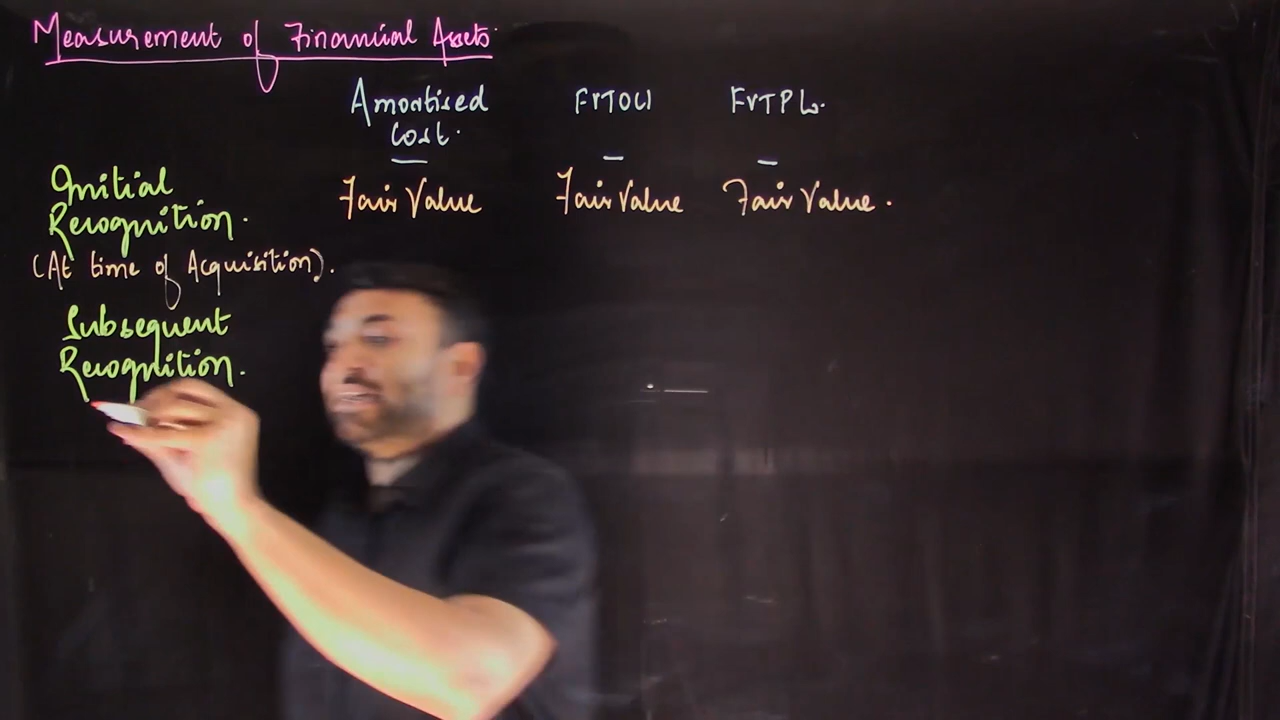 Measurement of Financial Assets.
Amortised FVTOCI FVTPL.
Cost.
Initial Fair Value Fair Value Fair Value.
Recognition.
(At time of Acquisition).
Subsequent
Recognition.